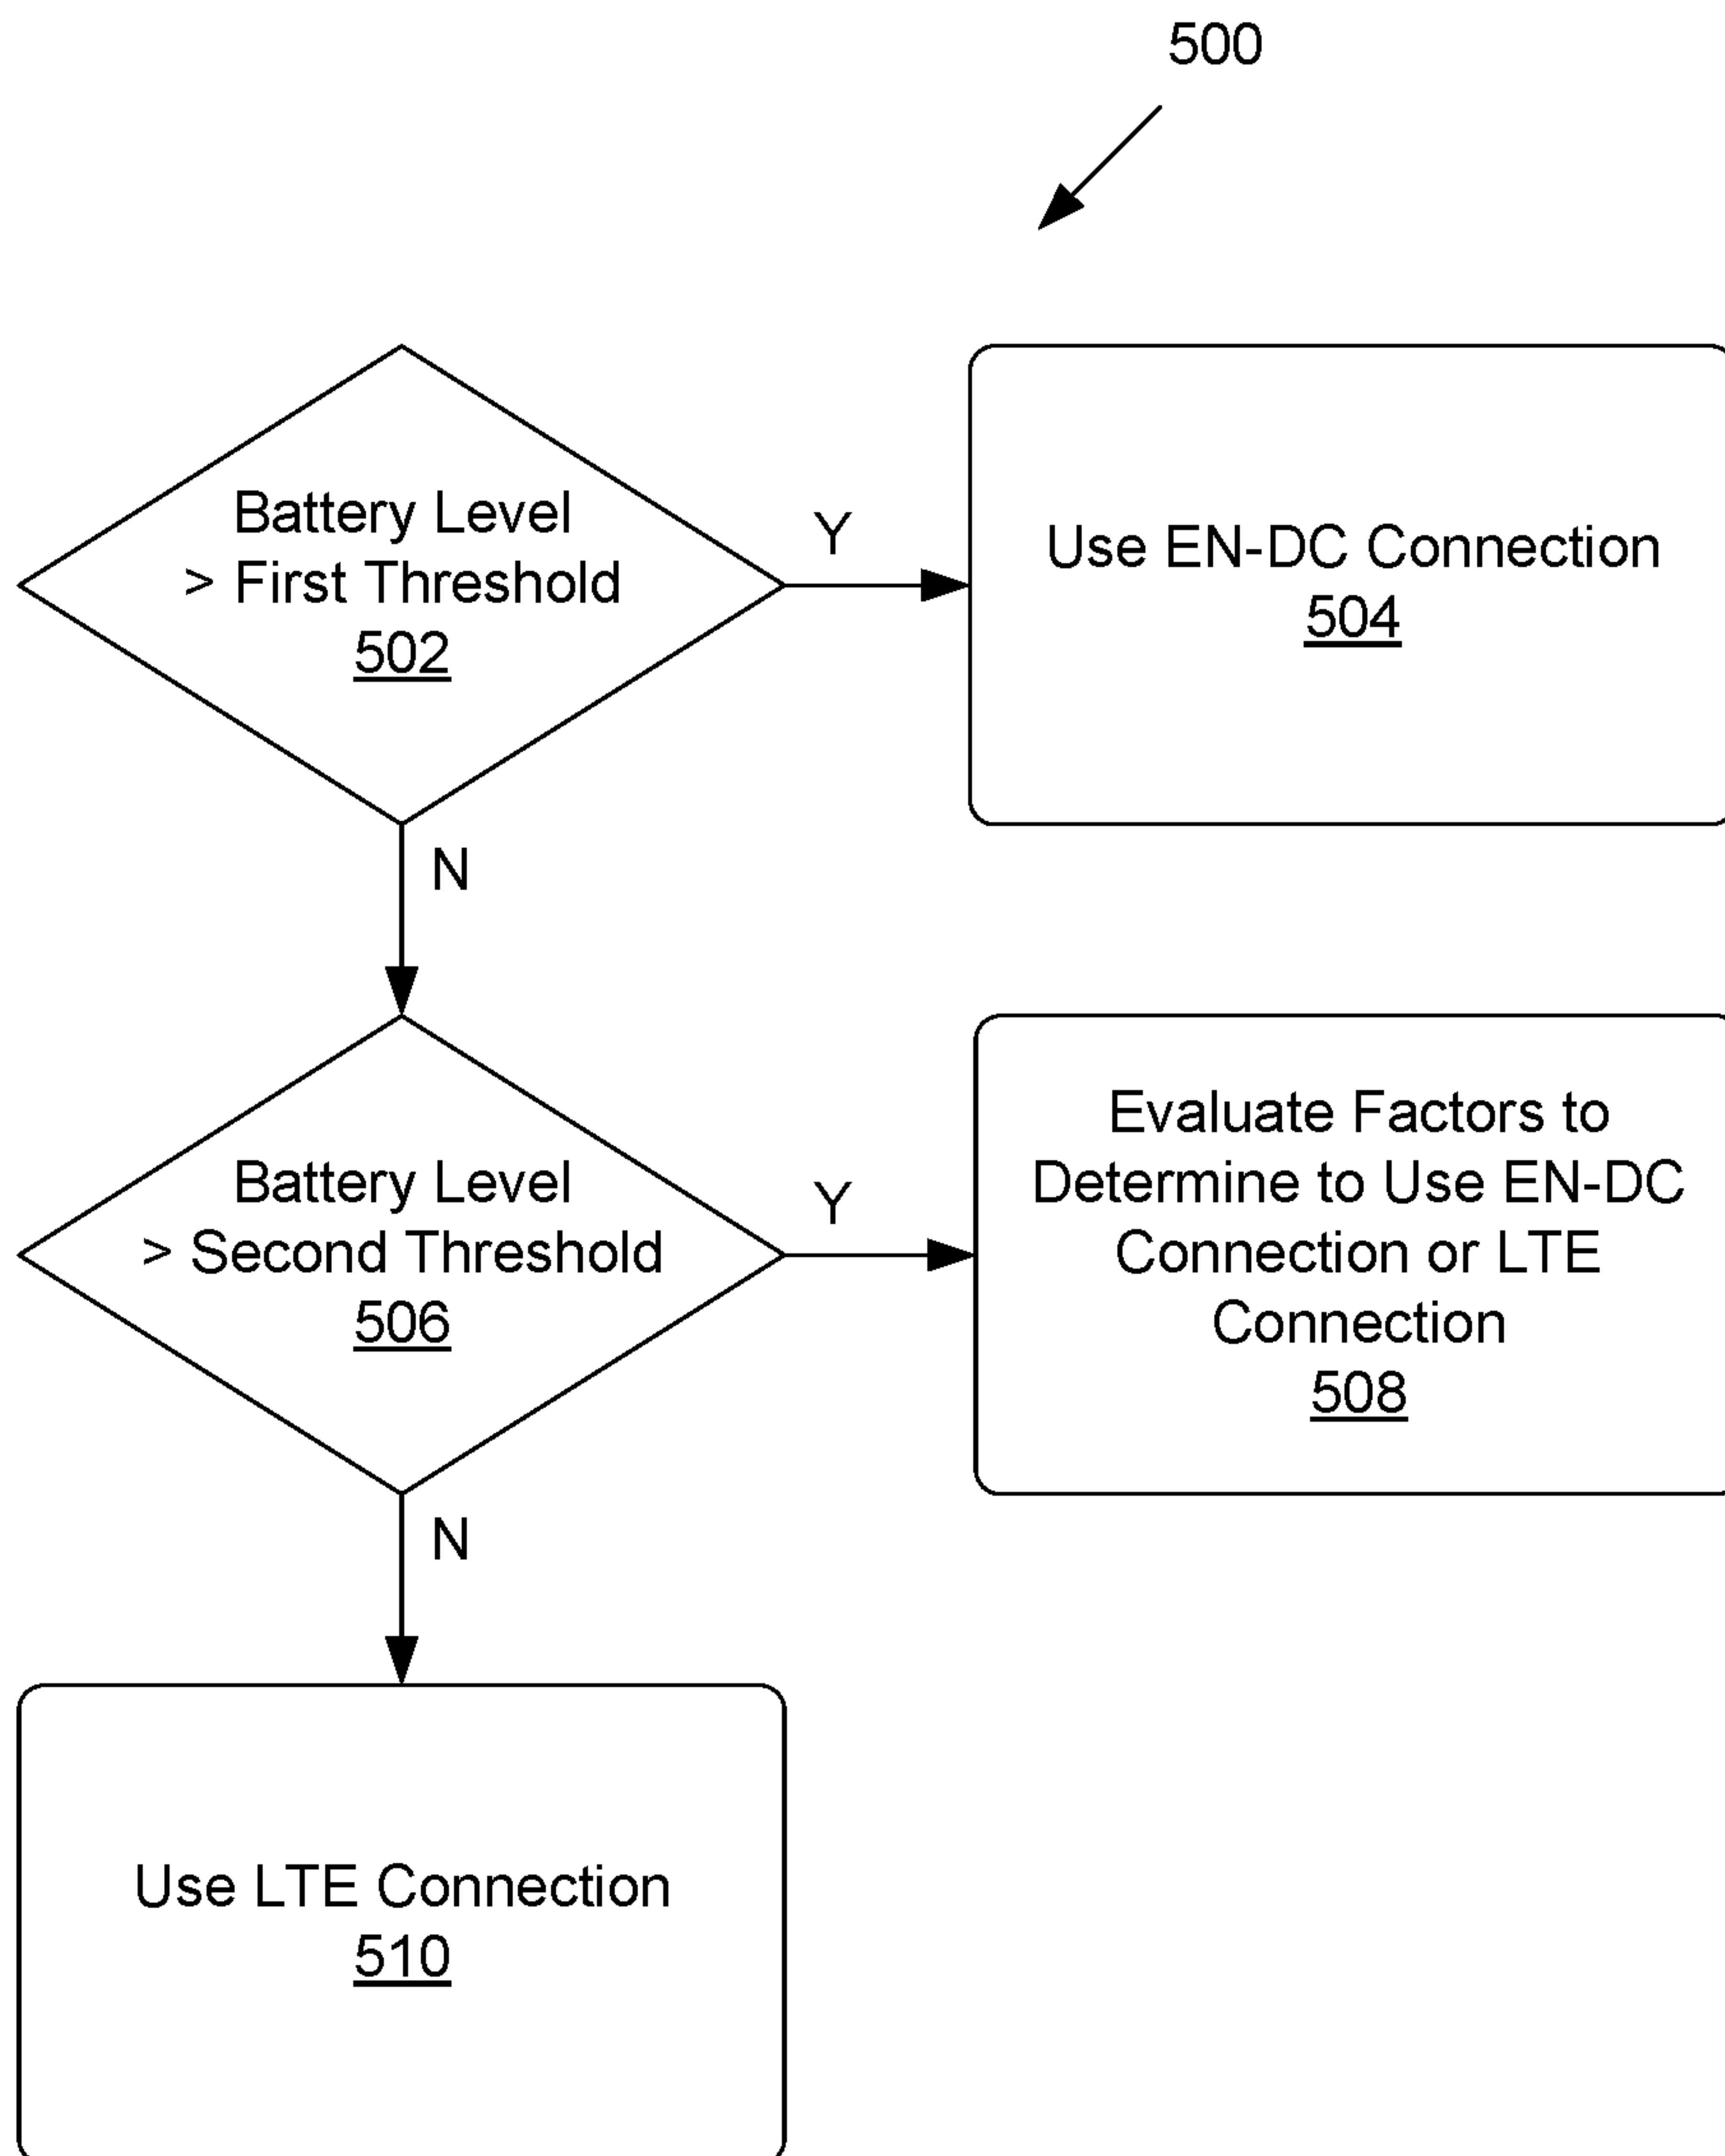 500
Battery Level
> First Threshold
502
Y
Use EN-DC Connection
504
N
Battery Level
> Second Threshold
506
Y
Evaluate Factors to
Determine to Use EN-DC
Connection or LTE
Connection
508
N
Use LTE Connection
510